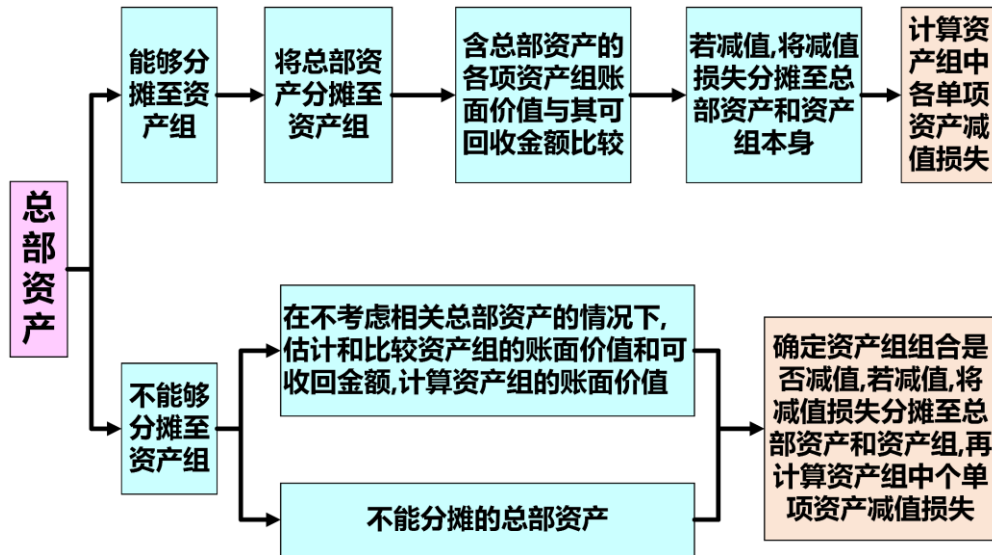 总
部
资
产
能够分
摊至资
产组
将总部资
产分摊至
资产组
含总部资产的
各项资产组账
面价值与其可
回收金额比较
若减值,将减值
损失分摊至总
部资产和资产
组本身
计算资
产组中
各单项
资产减
值损失
不能够
分摊至
资产组
在不考虑相关总部资产的情况下,
估计和比较资产组的账面价值和可
收回金额,计算资产组的账面价值
不能分摊的总部资产
确定资产组组合是
否减值,若减值,将
减值损失分摊至总
部资产和资产组,再
计算资产组中个单
项资产减值损失